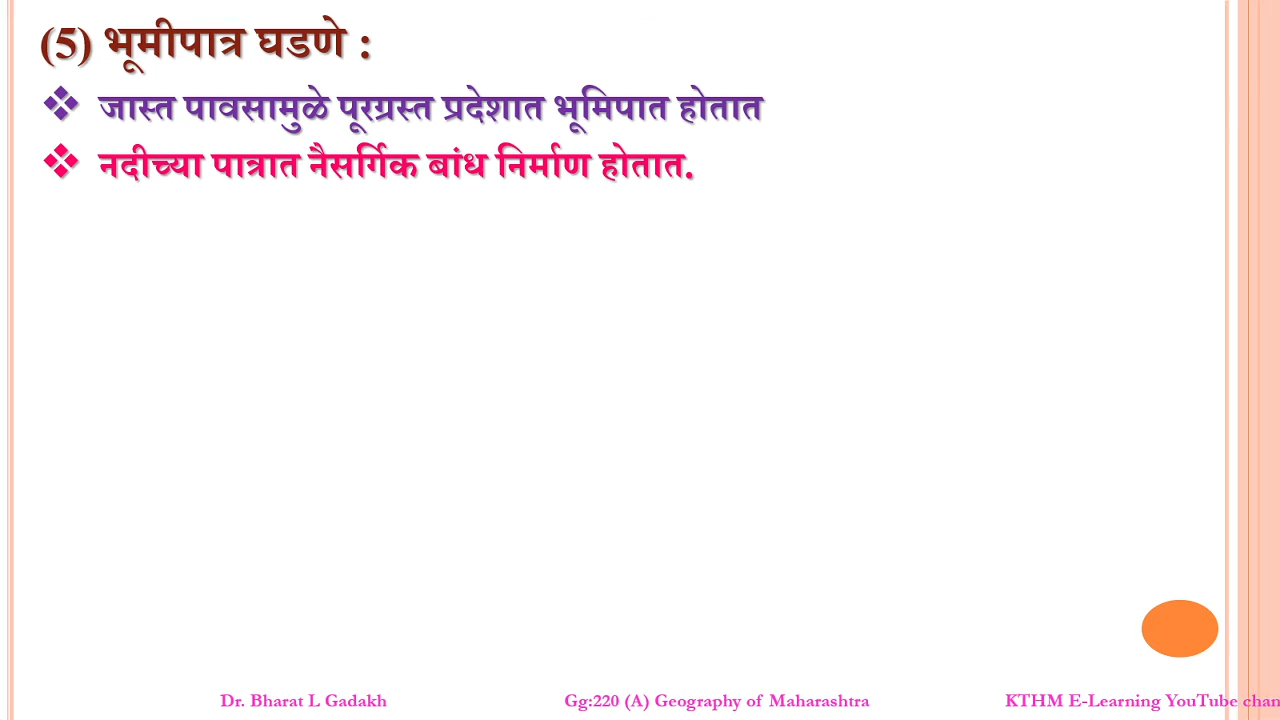 (5) भूमीपात्र घडणे :
❖ जास्त पावसामुळे पूरग्रस्त प्रदेशात भूमिपात होतात
❖ नदीच्या पात्रात नैसर्गिक बांध निर्माण होतात.
Dr. Bharat L Gadakh Gg:220 (A) Geography of Maharashtra KTHM E-Learning YouTube chan